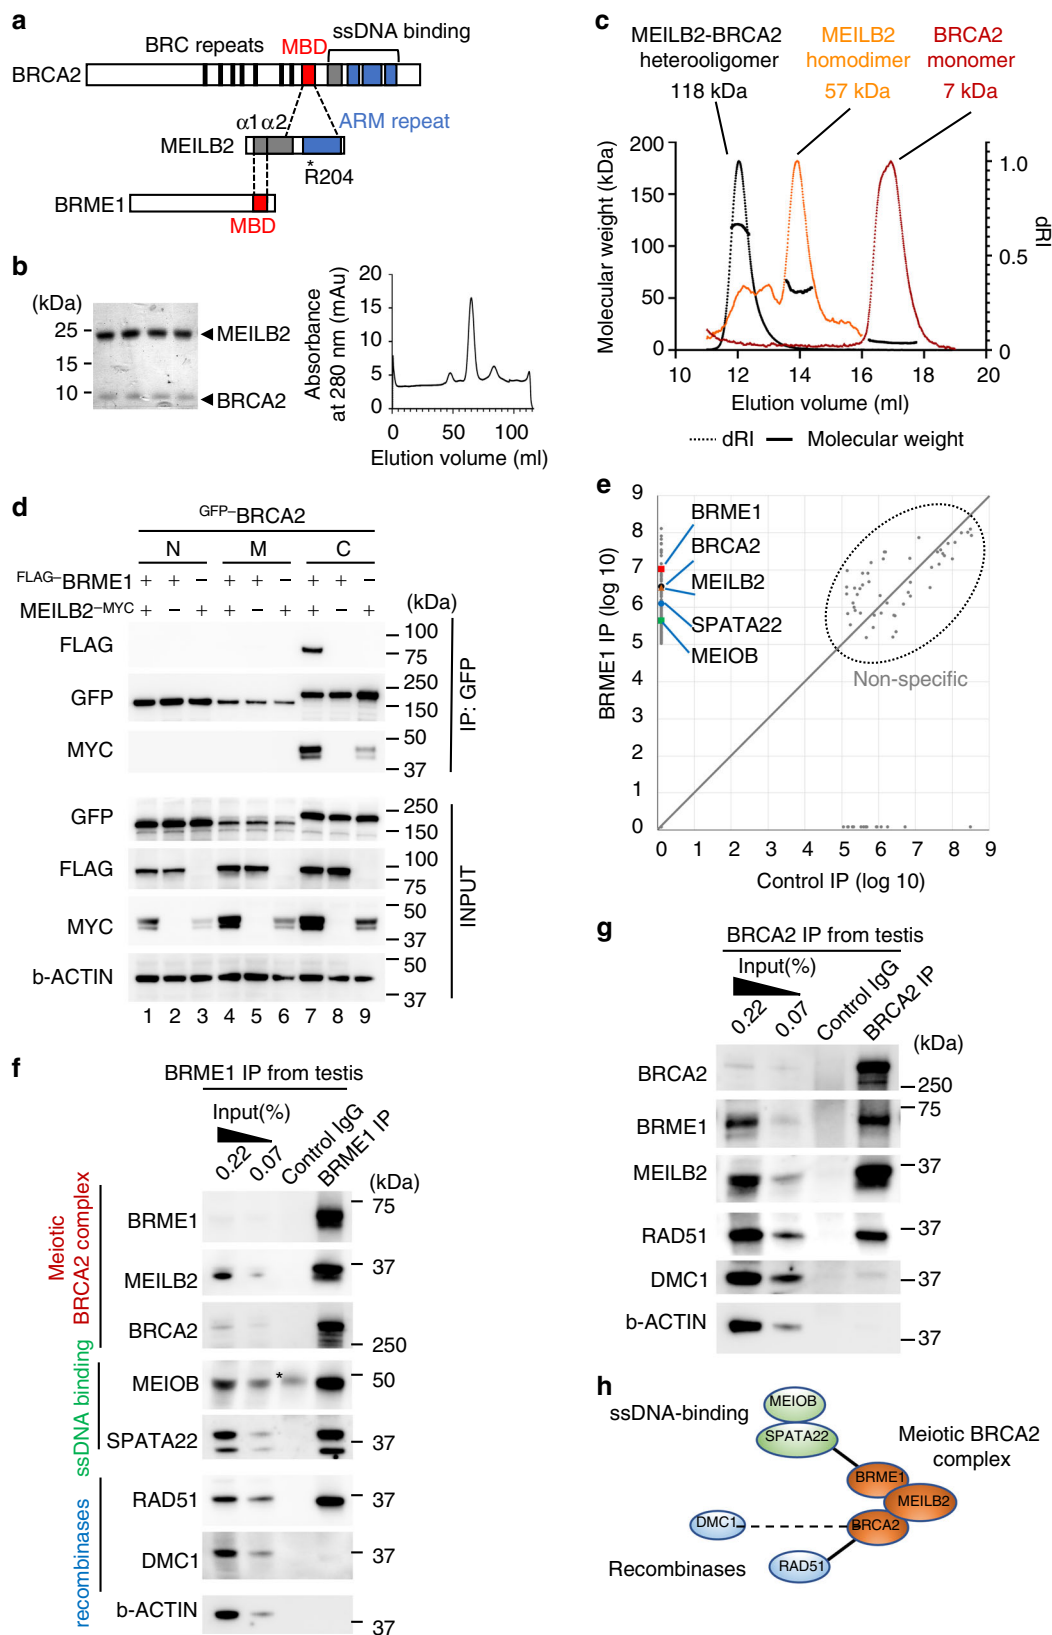 a
BRC repeats
MBD
ssDNA binding
BRCA2
α1 α2
ARM repeat
MEILB2
*
R204
BRME1
MBD
b
(kDa)
25
15
10
MEILB2
BRCA2
Absorbance
at 280 nm (mAu)
20
15
10
5
0
0 50 100
Elution volume (ml)
c
MEILB2-BRCA2
heterooligomer
118 kDa
MEILB2
homodimer
57 kDa
BRCA2
monomer
7 kDa
Molecular weight (kDa)
200
150
100
50
0
1.0
0.5
0
dRI
10 12 14 16 18 20
Elution volume (ml)
dRI Molecular weight
d
GFP–BRCA2
N M C
FLAG–BRME1 + + − + + − + + −
MEILB2–MYC + − + + − + + − +
(kDa)
FLAG
100
75
GFP
250
150
MYC
50
37
IP: GFP
GFP
250
150
FLAG
100
75
MYC
50
37
b-ACTIN
50
37
INPUT
1 2 3 4 5 6 7 8 9
e
BRME1 IP (log 10)
9
8
7
6
5
4
3
2
1
0
BRME1
BRCA2
MEILB2
SPATA22
MEIOB
Non-specific
0 1 2 3 4 5 6 7 8 9
Control IP (log 10)
f
BRME1 IP from testis
Input(%)
0.22
0.07
Control IgG
BRME1 IP
(kDa)
Meiotic
BRCA2 complex
ssDNA binding
recombinases
BRME1
75
MEILB2
37
BRCA2
250
MEIOB
*
50
SPATA22
37
RAD51
37
DMC1
37
b-ACTIN
37
g
BRCA2 IP from testis
Input(%)
0.22
0.07
Control IgG
BRCA2 IP
(kDa)
BRCA2
250
BRME1
75
MEILB2
37
RAD51
37
DMC1
37
b-ACTIN
37
h
ssDNA-binding
MEIOB
SPATA22
Meiotic BRCA2
complex
BRME1
MEILB2
BRCA2
DMC1
Recombinases
RAD51